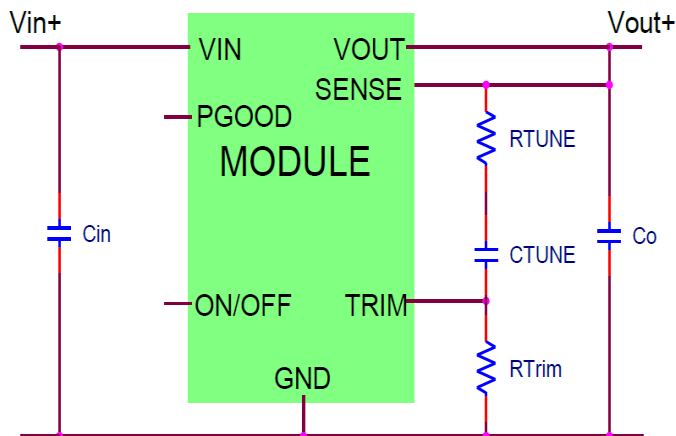 Vin+
Vout+
VIN
VOUT
SENSE
PGOOD
RTUNE
MODULE
Cin
Co
CTUNE
ON/OFF
TRIM
RTrim
GND